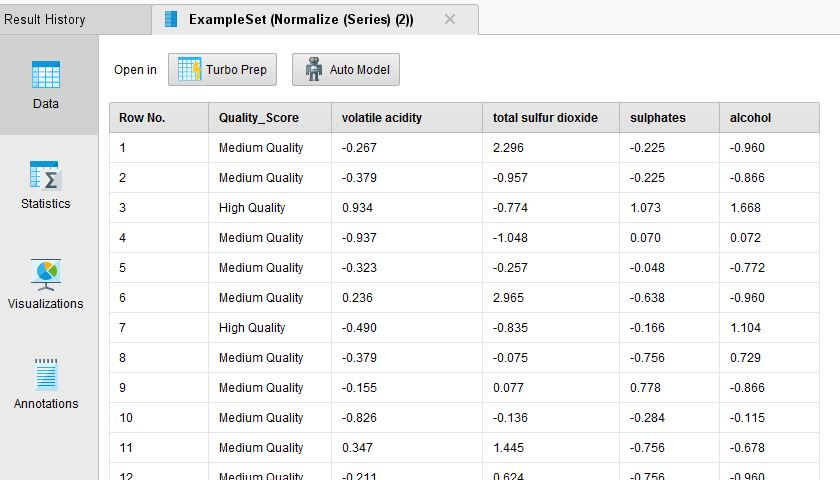 Result History ExampleSet (Normalize (Series) (2))
Open in Turbo Prep Auto Model
Data
Statistics
Visualizations
Annotations
Row No. Quality_Score volatile acidity total sulfur dioxide sulphates alcohol
1 Medium Quality -0.267 2.296 -0.225 -0.960
2 Medium Quality -0.379 -0.957 -0.225 -0.866
3 High Quality 0.934 -0.774 1.073 1.668
4 Medium Quality -0.937 -1.048 0.070 0.072
5 Medium Quality -0.323 -0.257 -0.048 -0.772
6 Medium Quality 0.236 2.965 -0.638 -0.960
7 High Quality -0.490 -0.835 -0.166 1.104
8 Medium Quality -0.379 -0.075 -0.756 0.729
9 Medium Quality -0.155 0.077 0.778 -0.866
10 Medium Quality -0.826 -0.136 -0.284 -0.115
11 Medium Quality 0.347 1.445 -0.756 -0.678
12 Medium Quality -0.211 0.624 -0.756 -0.960